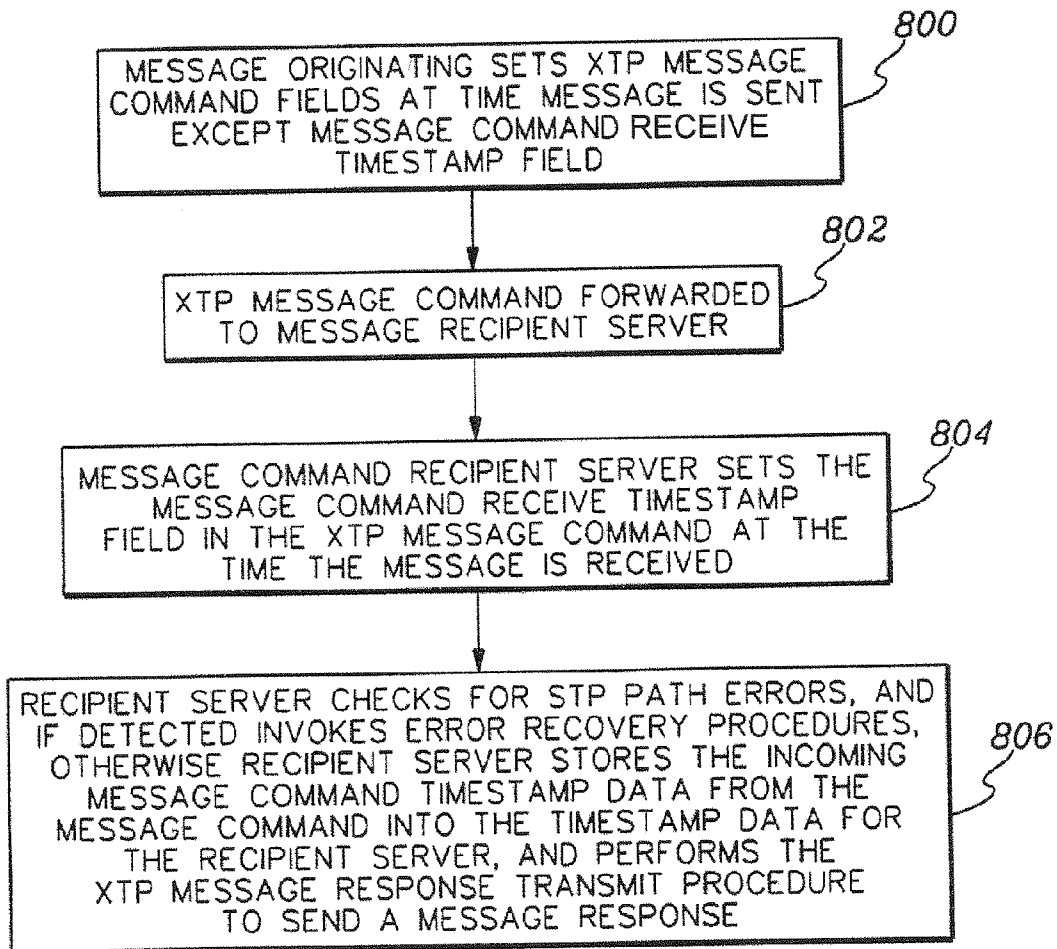 800
MESSAGE ORIGINATING SETS XTP MESSAGE
COMMAND FIELDS AT TIME MESSAGE IS SENT
EXCEPT MESSAGE COMMAND RECEIVE
TIMESTAMP FIELD
802
XTP MESSAGE COMMAND FORWARDED
TO MESSAGE RECIPIENT SERVER
804
MESSAGE COMMAND RECIPIENT SERVER SETS THE
MESSAGE COMMAND RECEIVE TIMESTAMP
FIELD IN THE XTP MESSAGE COMMAND AT THE
TIME THE MESSAGE IS RECEIVED
806
RECIPIENT SERVER CHECKS FOR STP PATH ERRORS, AND
IF DETECTED INVOKES ERROR RECOVERY PROCEDURES,
OTHERWISE RECIPIENT SERVER STORES THE INCOMING
MESSAGE COMMAND TIMESTAMP DATA FROM THE
MESSAGE COMMAND INTO THE TIMESTAMP DATA FOR
THE RECIPIENT SERVER, AND PERFORMS THE
XTP MESSAGE RESPONSE TRANSMIT PROCEDURE
TO SEND A MESSAGE RESPONSE